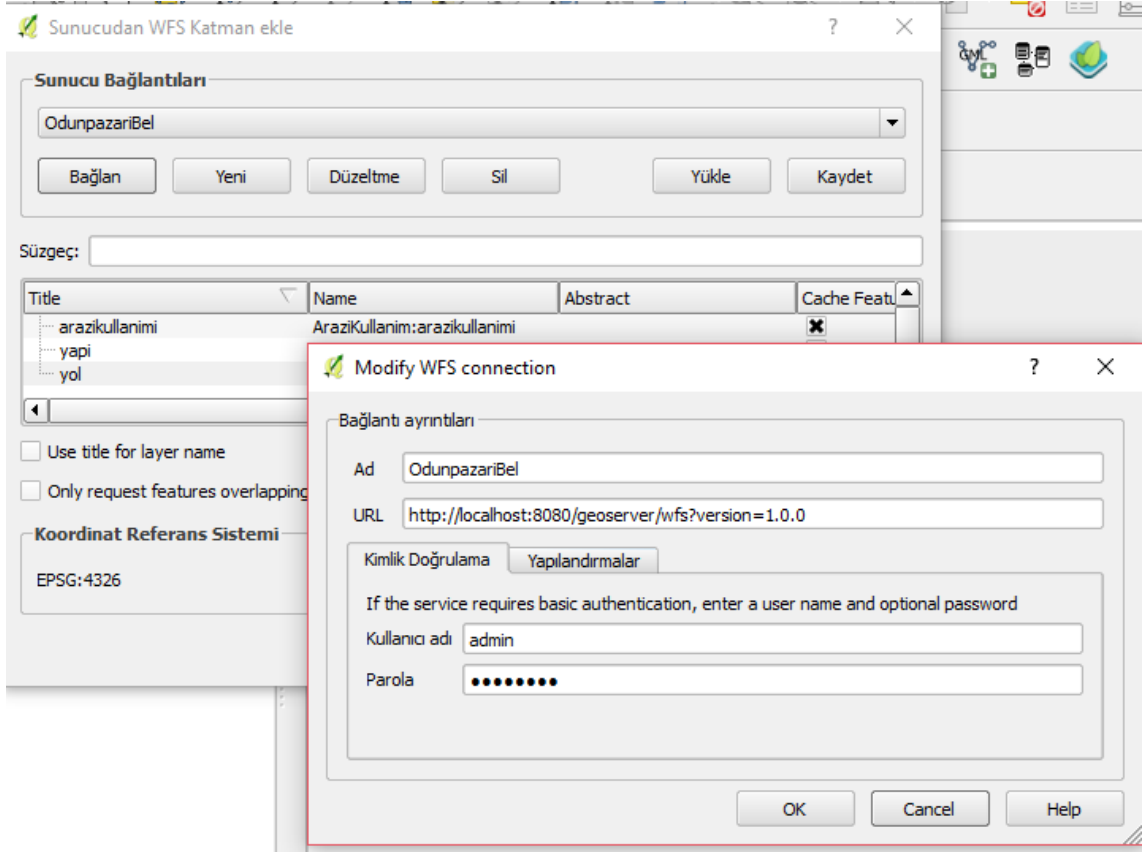 Sunucudan WFS Katman ekle
Sunucu Bağlantıları
OdunpazariBel
Bağlan Yeni Düzeltme Sil Yükle Kaydet
Süzgeç:
Title Name Abstract Cache Featu
arazikullanimi AraziKullanim:arazikullanimi
yapi
yol
Use title for layer name
Only request features overlapping
Koordinat Referans Sistemi
EPSG:4326
GML
Modify WFS connection
Bağlantı ayrıntıları
Ad OdunpazariBel
URL http://localhost:8080/geoserver/wfs?version=1.0.0
Kimlik Doğrulama Yapılandırmalar
If the service requires basic authentication, enter a user name and optional password
Kullanıcı adı admin
Parola ●●●●●●●●
OK Cancel Help